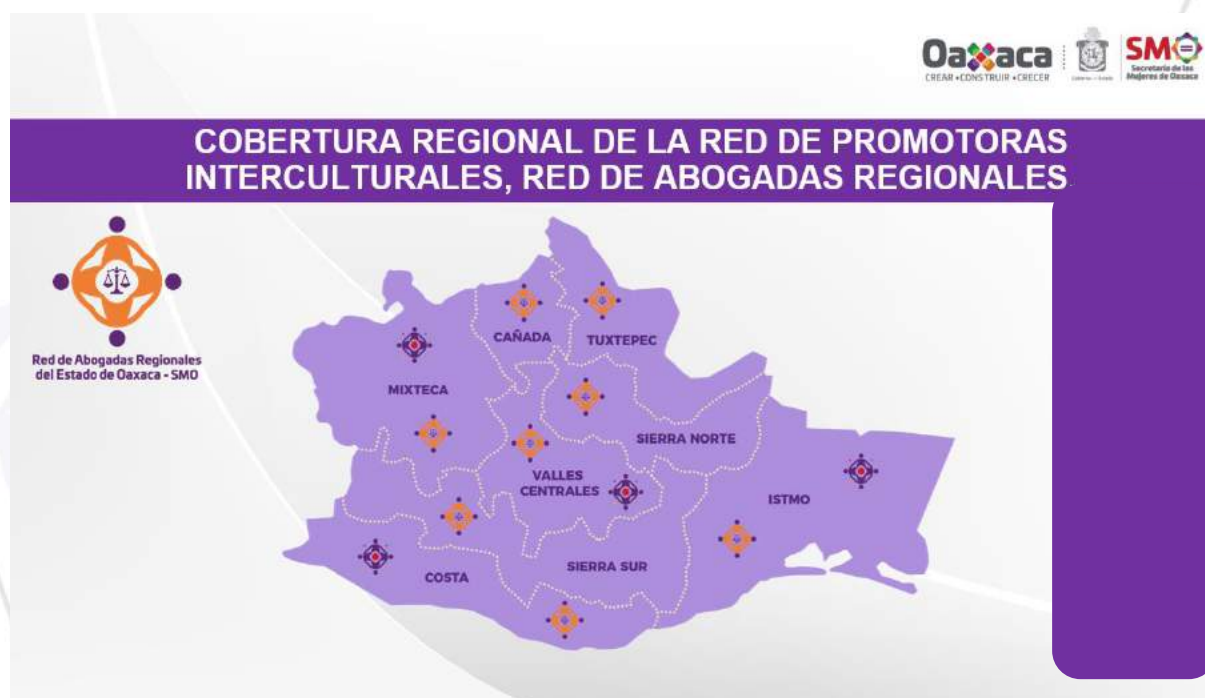 Oaxaca
CREAR•CONSTRUIR•CRECER
SMO
Secretaría de las
Mujeres de Oaxaca
COBERTURA REGIONAL DE LA RED DE PROMOTORAS
INTERCULTURALES, RED DE ABOGADAS REGIONALES
Red de Abogadas Regionales
del Estado de Oaxaca - SMO
CAÑADA
TUXTEPEC
MIXTECA
SIERRA NORTE
VALLES
CENTRALES
ISTMO
SIERRA SUR
COSTA